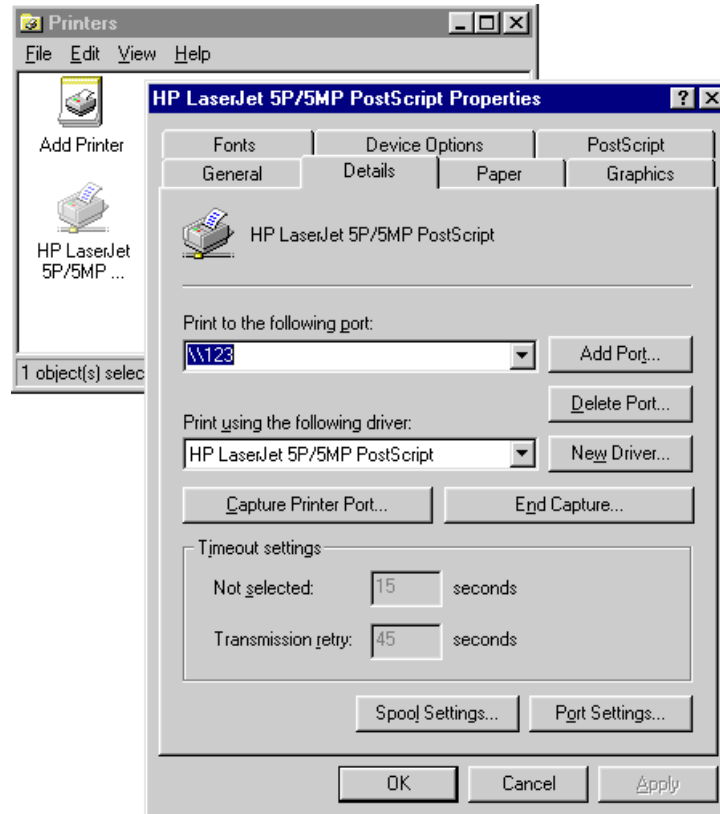 Printers
File Edit View Help
Add Printer
HP LaserJet
5P/5MP ...
1 object(s) selec
HP LaserJet 5P/5MP PostScript Properties
Fonts Device Options PostScript
General Details Paper Graphics
HP LaserJet 5P/5MP PostScript
Print to the following port:
\\123
Add Port...
Delete Port...
Print using the following driver:
HP LaserJet 5P/5MP PostScript
New Driver...
Capture Printer Port... End Capture...
Timeout settings
Not selected: 15 seconds
Transmission retry: 45 seconds
Spool Settings... Port Settings...
OK Cancel Apply